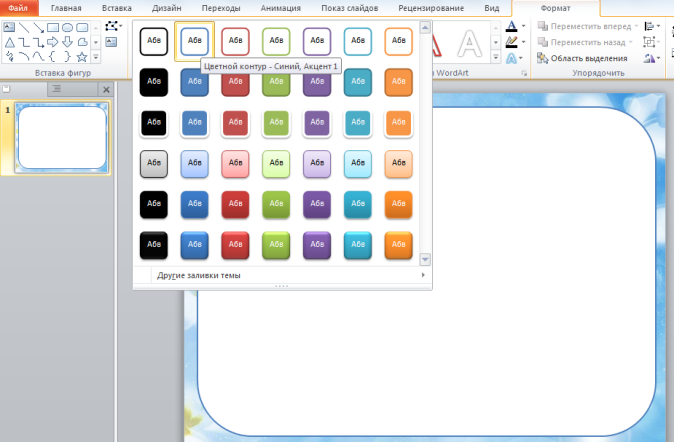 Файл Главная Вставка Дизайн Переходы Анимация Показ слайдов Рецензирование Вид Формат
Абв Абв Абв Абв Абв Абв Абв
Цветной контур - Синий, Акцент 1
Абв Абв Абв Абв Абв Абв Абв
Абв Абв Абв Абв Абв Абв Абв
Абв Абв Абв Абв Абв Абв Абв
Абв Абв Абв Абв Абв Абв Абв
Абв Абв Абв Абв Абв Абв Абв
Другие заливки темы
Вставка фигур
WordArt
Переместить вперед
Переместить назад
Область выделения
Упорядочить
A A A
1